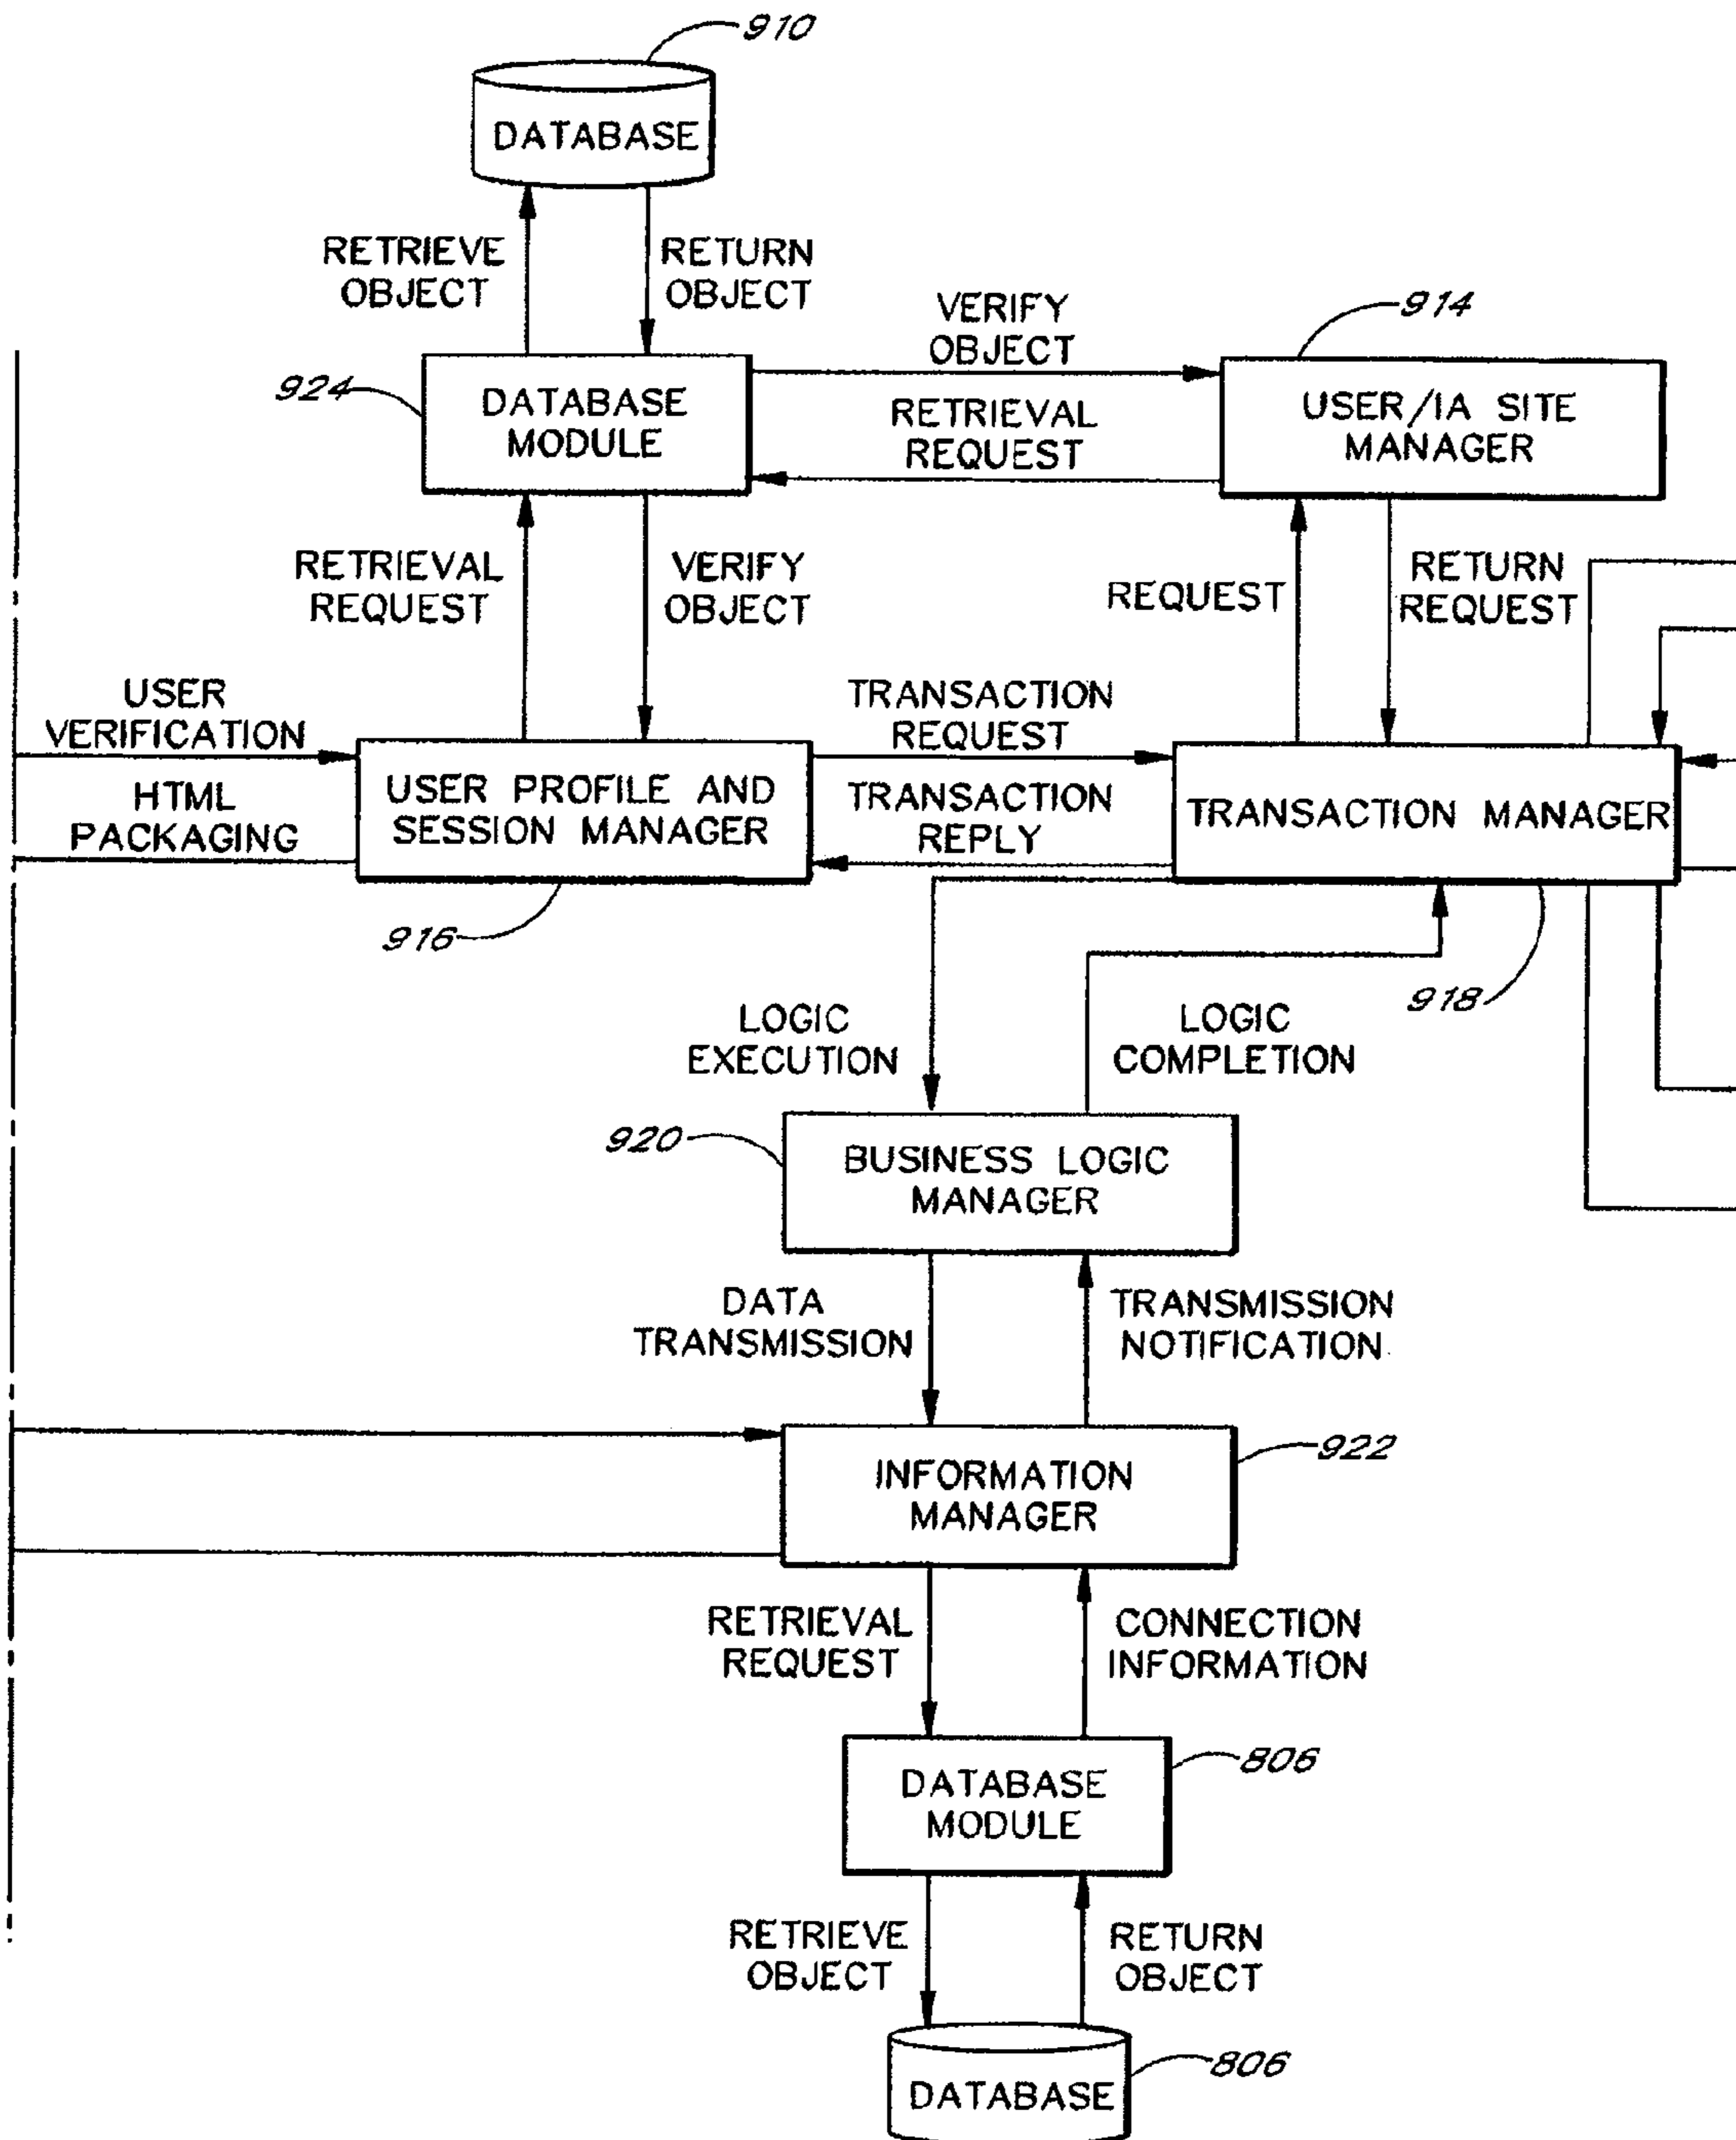 910
DATABASE
RETRIEVE
OBJECT
RETURN
OBJECT
VERIFY
OBJECT
914
924
DATABASE
MODULE
RETRIEVAL
REQUEST
USER/IA SITE
MANAGER
RETRIEVAL
REQUEST
VERIFY
OBJECT
REQUEST
RETURN
REQUEST
USER
VERIFICATION
TRANSACTION
REQUEST
HTML
PACKAGING
USER PROFILE AND
SESSION MANAGER
TRANSACTION
REPLY
TRANSACTION MANAGER
916
918
LOGIC
EXECUTION
LOGIC
COMPLETION
920
BUSINESS LOGIC
MANAGER
DATA
TRANSMISSION
TRANSMISSION
NOTIFICATION
922
INFORMATION
MANAGER
RETRIEVAL
REQUEST
CONNECTION
INFORMATION
806
DATABASE
MODULE
RETRIEVE
OBJECT
RETURN
OBJECT
806
DATABASE